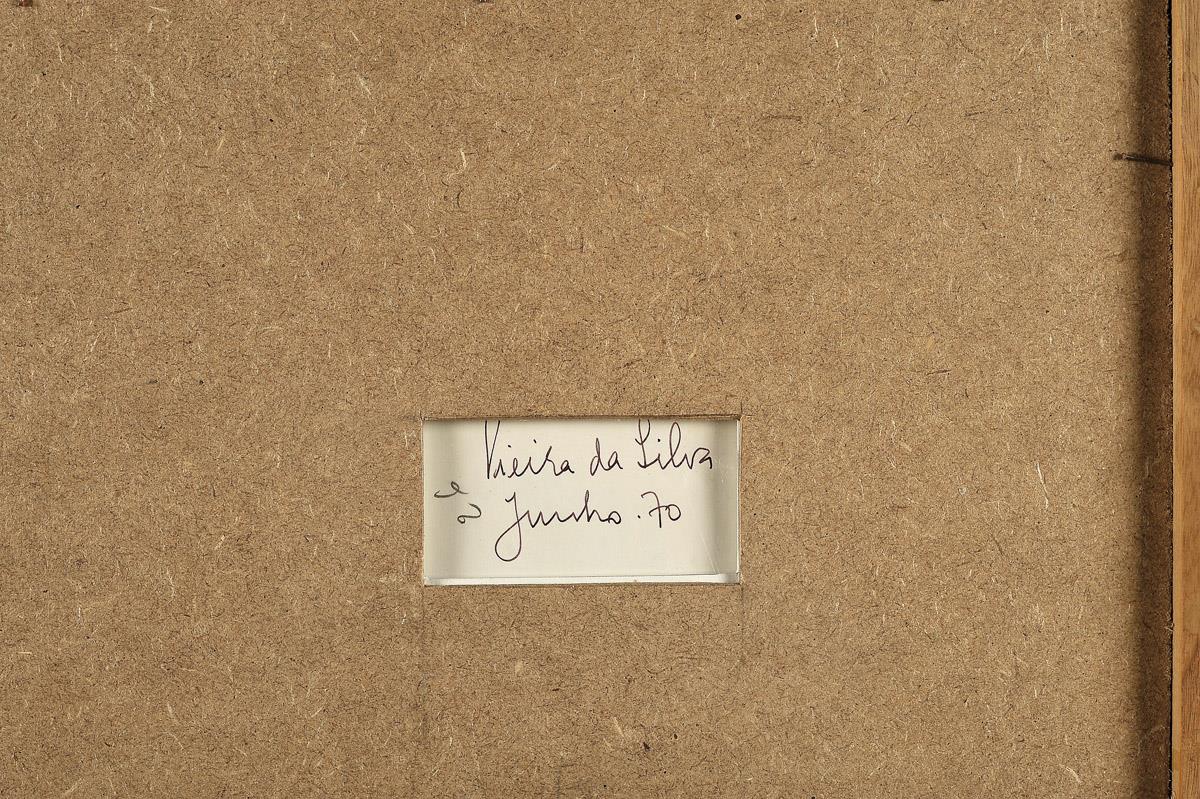 Vieira da Silva
Junho. 70